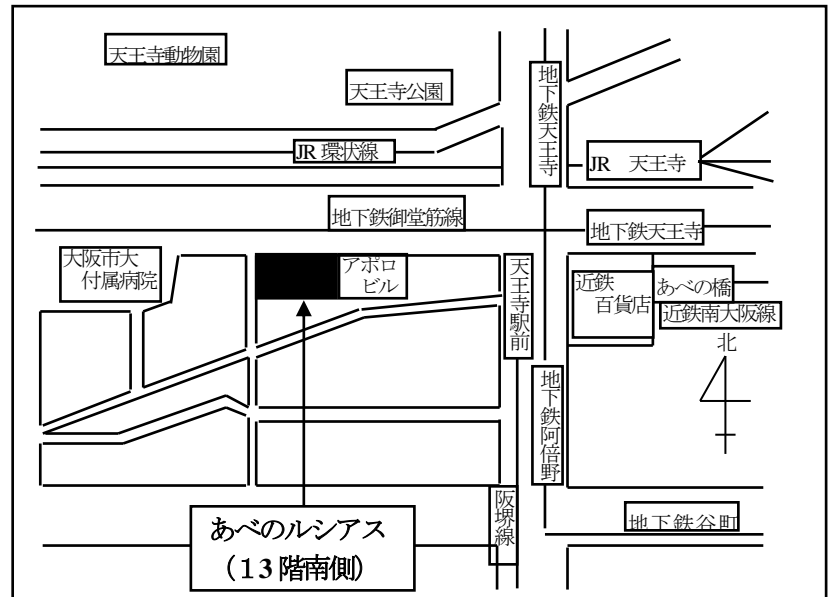 天王寺動物園
天王寺公園
地下鉄天王寺
JR 環状線
JR 天王寺
地下鉄御堂筋線
地下鉄天王寺
大阪市大
付属病院
アポロ
ビル
天王寺駅前
近鉄
百貨店
あべの橋
近鉄南大阪線
北
地下鉄阿倍野
阪堺線
地下鉄谷町
あべのルシアス
(13階南側)